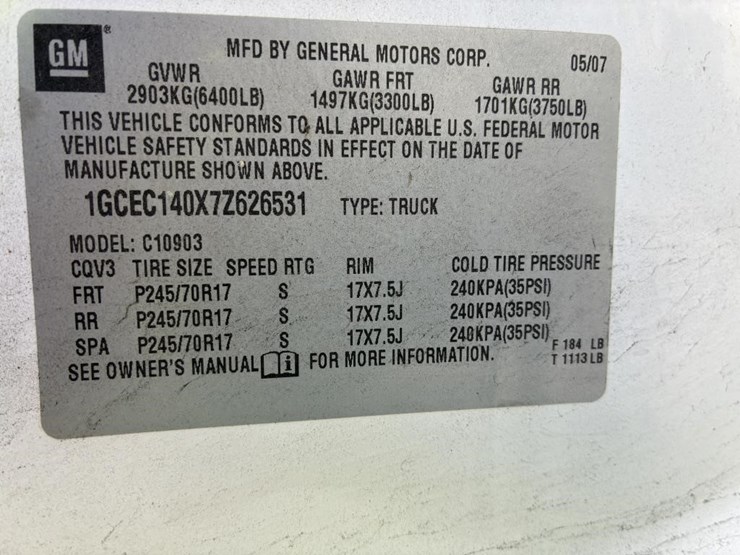 GM®
MFD BY GENERAL MOTORS CORP. 05/07
GVWR GAWR FRT GAWR RR
2903KG(6400LB) 1497KG(3300LB) 1701KG(3750LB)
THIS VEHICLE CONFORMS TO ALL APPLICABLE U.S. FEDERAL MOTOR
VEHICLE SAFETY STANDARDS IN EFFECT ON THE DATE OF
MANUFACTURE SHOWN ABOVE.
1GCEC140X7Z626531 TYPE: TRUCK
MODEL: C10903
CQV3 TIRE SIZE SPEED RTG RIM COLD TIRE PRESSURE
FRT P245/70R17 S 17X7.5J 240KPA(35PSI)
RR P245/70R17 S 17X7.5J 240KPA(35PSI)
SPA P245/70R17 S 17X7.5J 240KPA(35PSI) F 184 LB
SEE OWNER'S MANUAL i FOR MORE INFORMATION. T 1113 LB